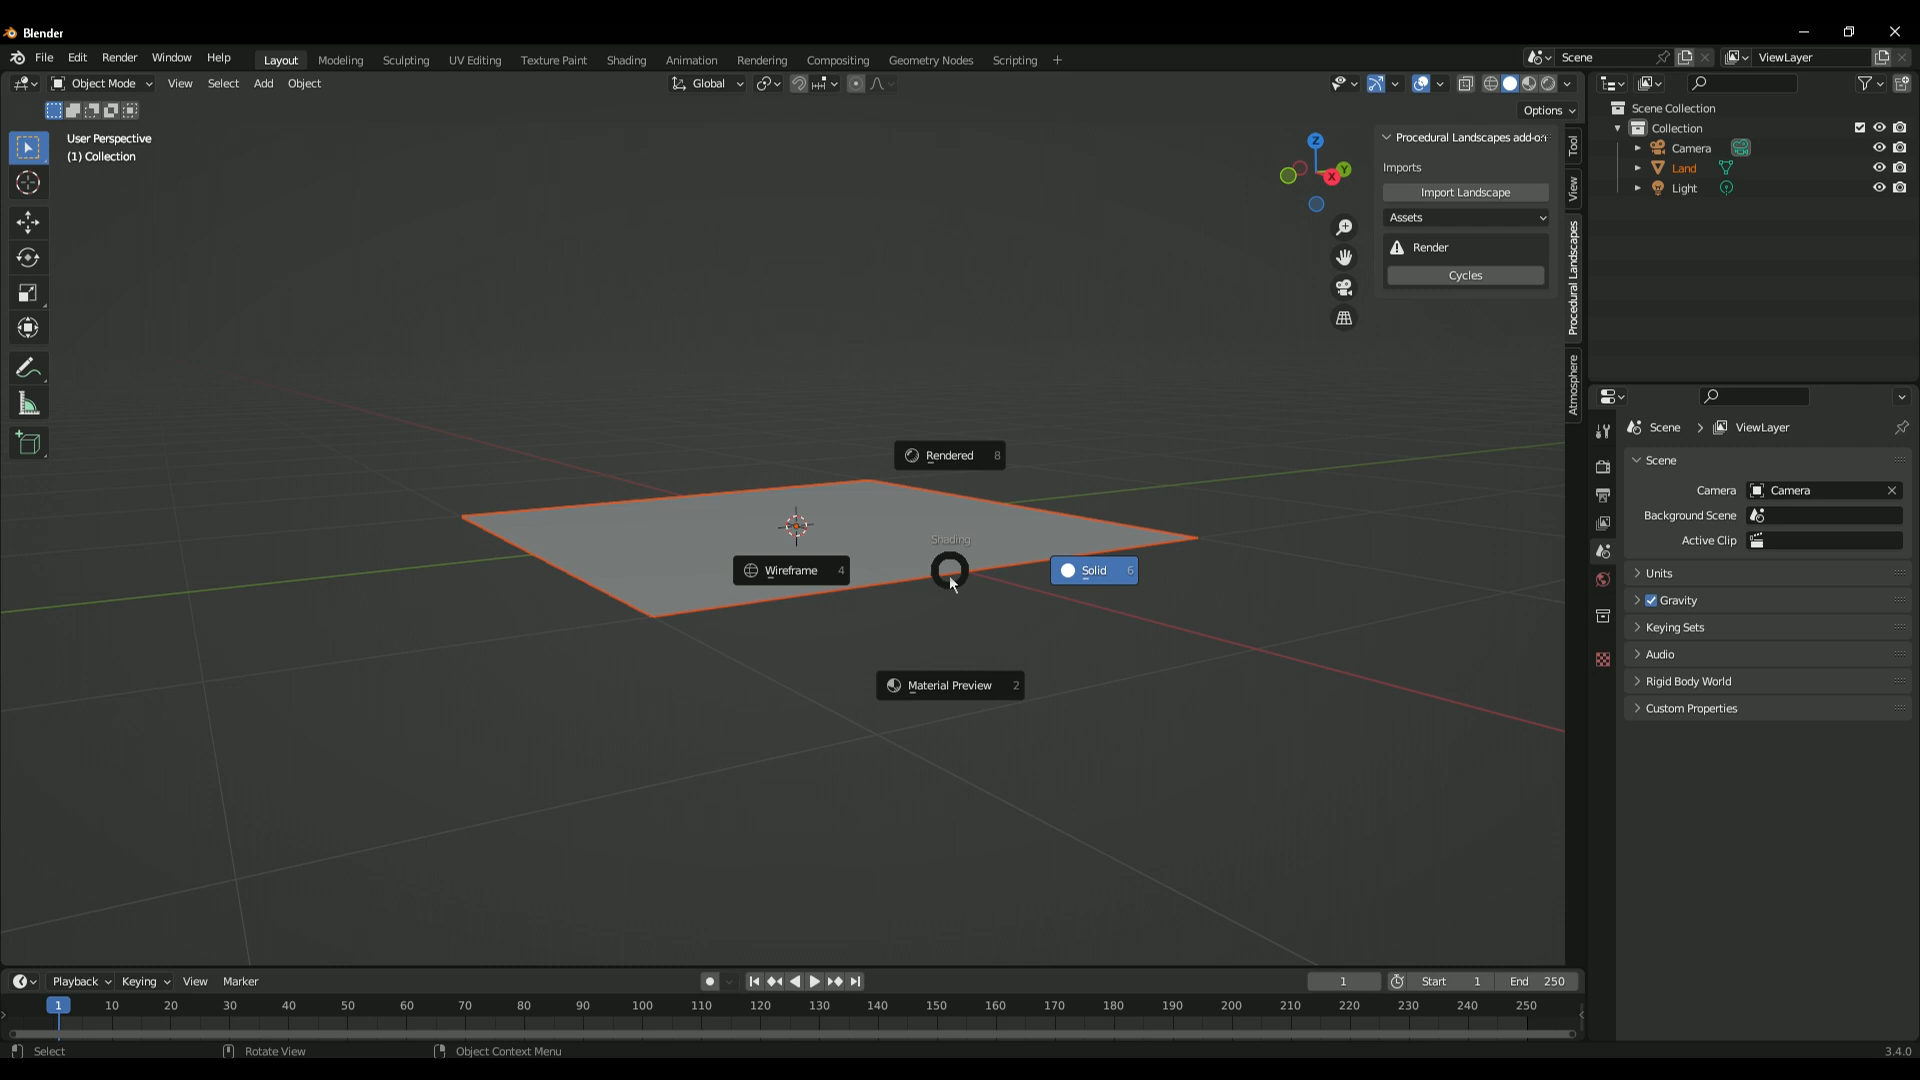 Blender
File Edit Render Window Help Layout Modeling Sculpting UV Editing Texture Paint Shading Animation Rendering Compositing Geometry Nodes Scripting + Scene ViewLayer
Object Mode View Select Add Object Global
Options
User Perspective
(1) Collection
Z
Y
X
Procedural Landscapes add-on
Imports
Import Landscape
Assets
Render
Cycles
Tool
View
Procedural Landscapes
Atmosphere
Scene Collection
Collection
Camera
Land
Light
Scene > ViewLayer
Scene
Camera Camera
Background Scene
Active Clip
Units
Gravity
Keying Sets
Audio
Rigid Body World
Custom Properties
Rendered 8
Shading
Wireframe 4
Solid 6
Material Preview 2
Playback Keying View Marker 1 Start 1 End 250
1 10 20 30 40 50 60 70 80 90 100 110 120 130 140 150 160 170 180 190 200 210 220 230 240 250
Select Rotate View Object Context Menu 3.4.0